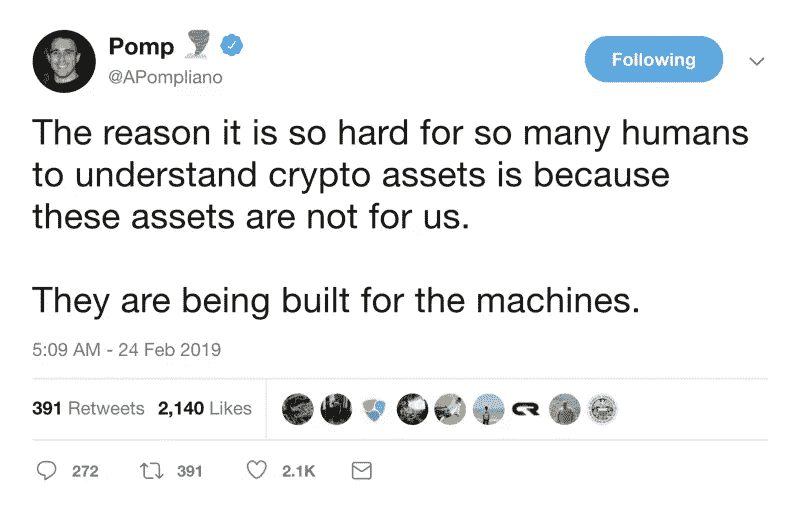 Pomp
@APompliano
Following
The reason it is so hard for so many humans
to understand crypto assets is because
these assets are not for us.
They are being built for the machines.
5:09 AM - 24 Feb 2019
391 Retweets 2,140 Likes
CR
272 391 2.1K